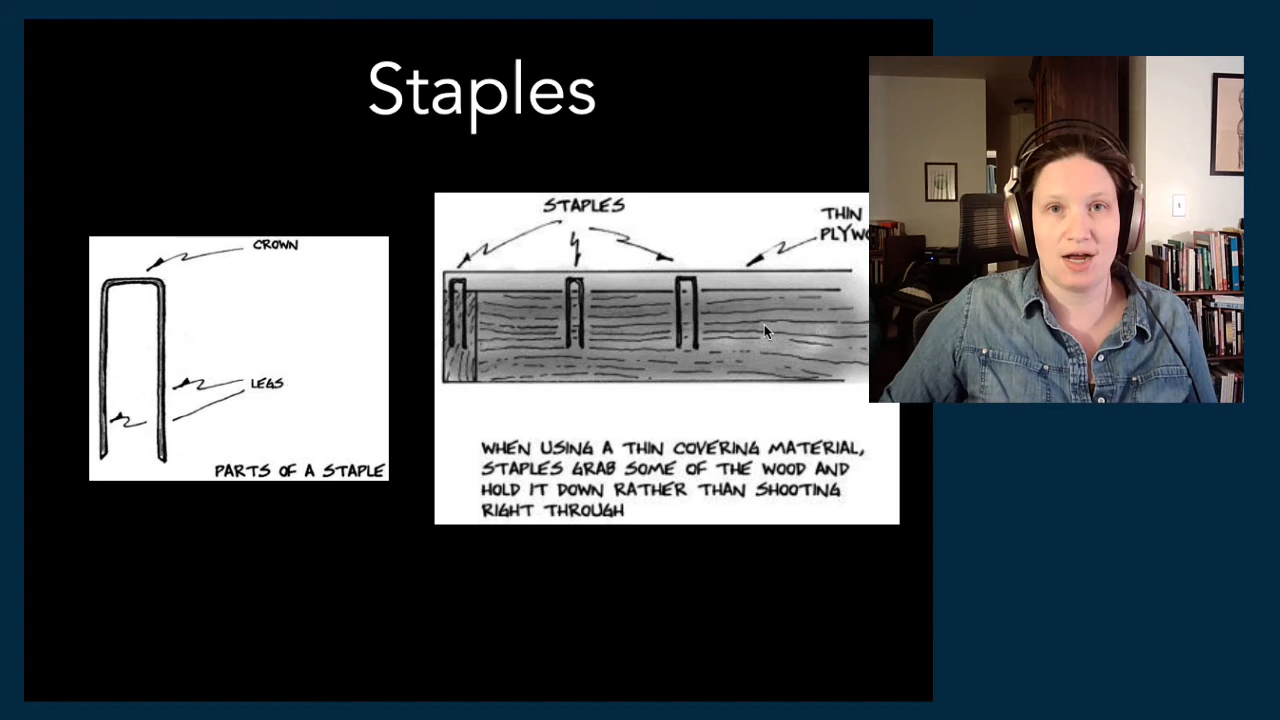 Staples
CROWN
LEGS
PARTS OF A STAPLE
STAPLES
THIN
WHEN USING A THIN COVERING MATERIAL,
STAPLES GRAB SOME OF THE WOOD AND
HOLD IT DOWN RATHER THAN SHOOTING
RIGHT THROUGH